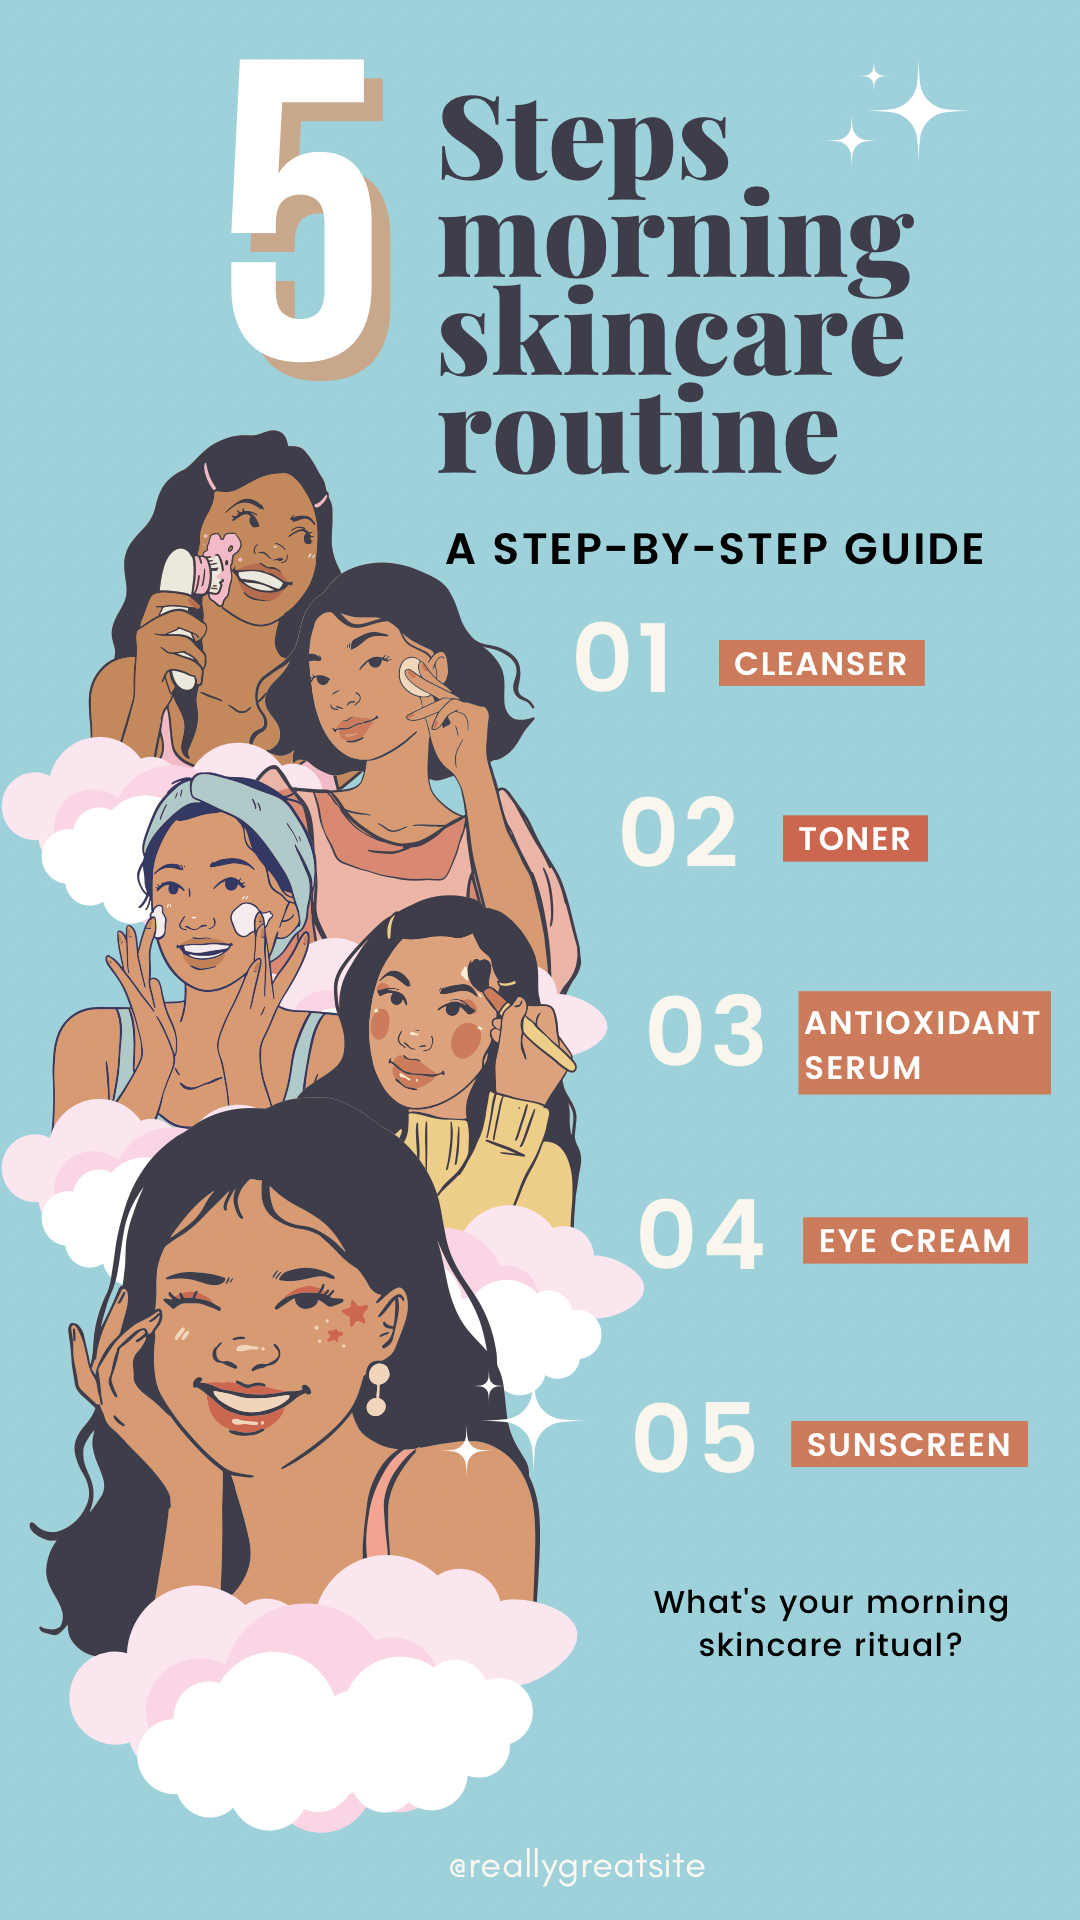 5
Steps
morning
skincare
routine
A STEP-BY-STEP GUIDE
01 CLEANSER
02 TONER
03 ANTIOXIDANT
SERUM
04 EYE CREAM
05 SUNSCREEN
What's your morning
skincare ritual?
@reallygreatsite